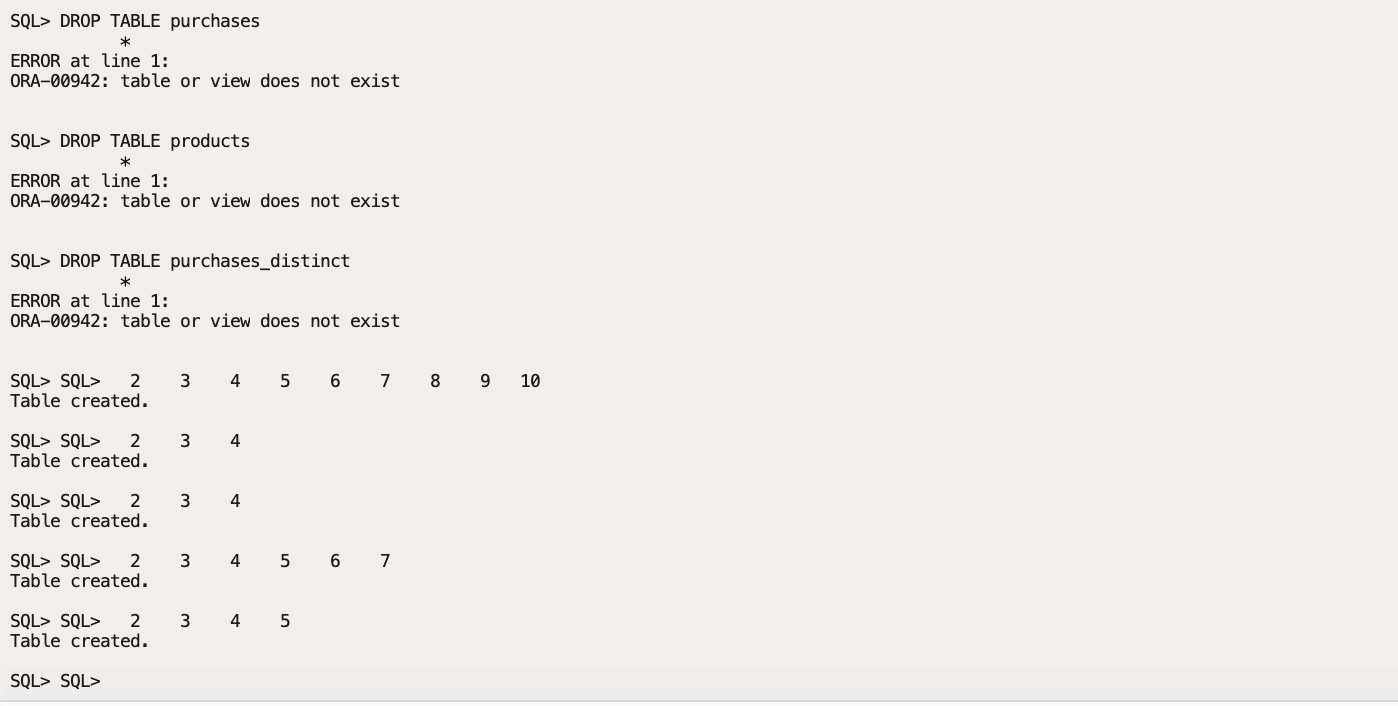 SQL> DROP TABLE purchases
*
ERROR at line 1:
ORA-00942: table or view does not exist
SQL> DROP TABLE products
*
ERROR at line 1:
ORA-00942: table or view does not exist
SQL> DROP TABLE purchases_distinct
*
ERROR at line 1:
ORA-00942: table or view does not exist
SQL> SQL>   2    3    4    5    6    7    8    9   10
Table created.
SQL> SQL>   2    3    4
Table created.
SQL> SQL>   2    3    4
Table created.
SQL> SQL>   2    3    4    5    6    7
Table created.
SQL> SQL>   2    3    4    5
Table created.
SQL> SQL>